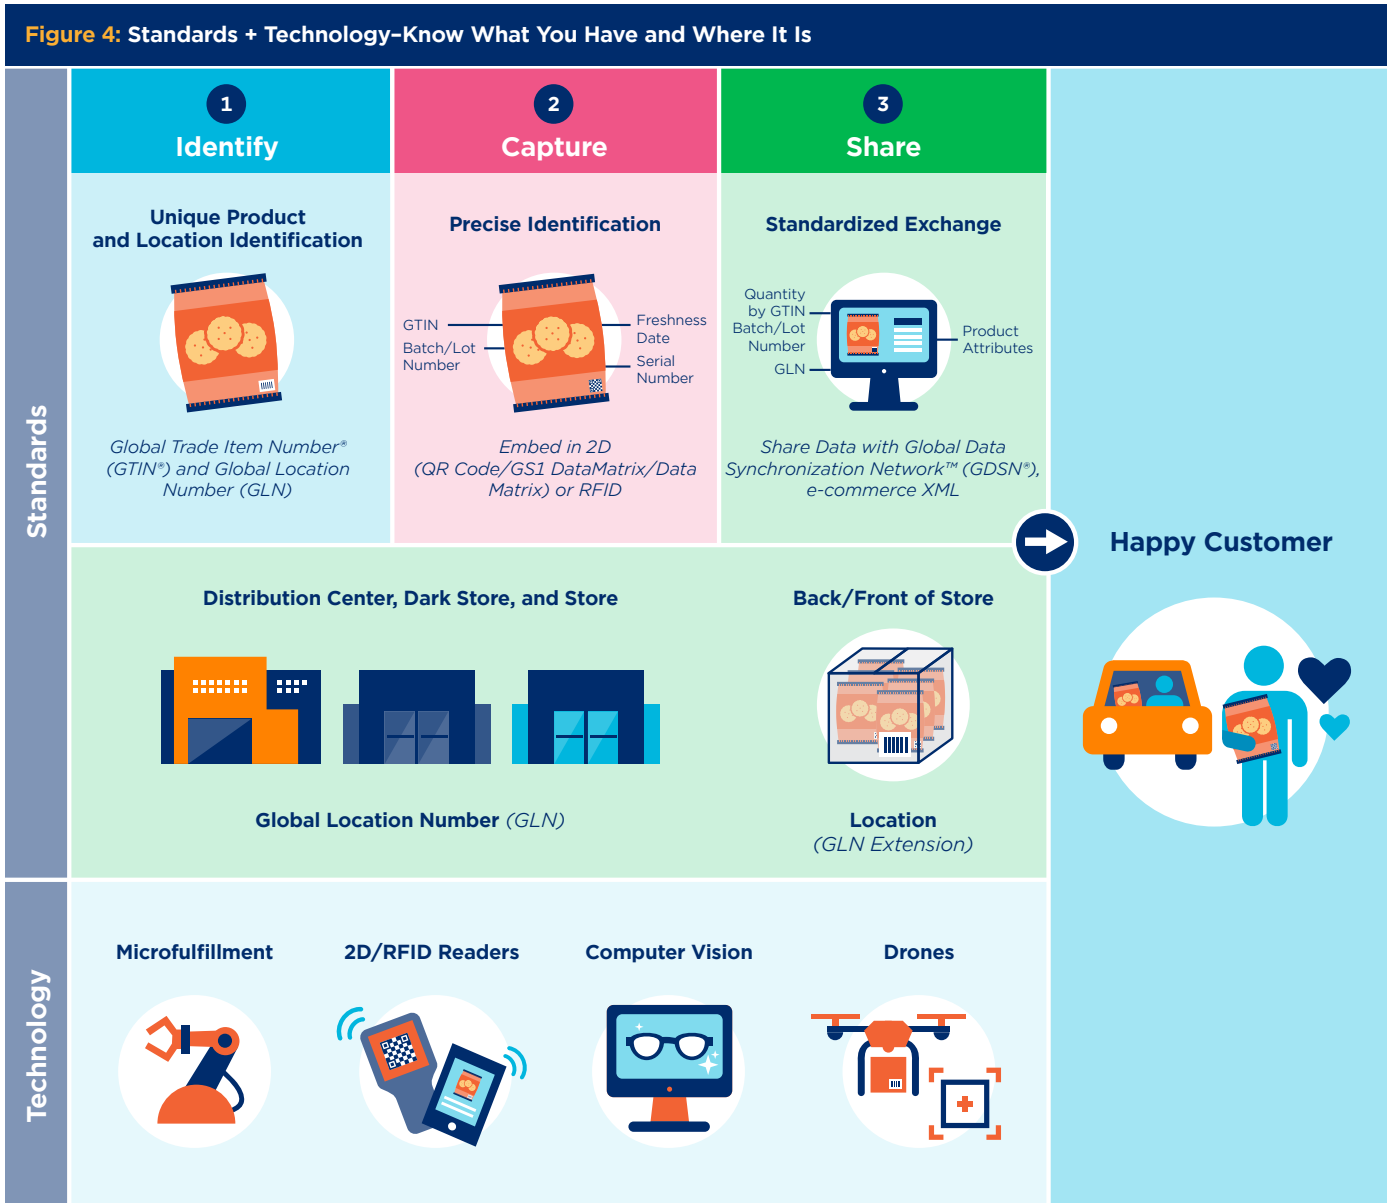 Figure 4: Standards + Technology–Know What You Have and Where It Is
Standards
1
Identify
Unique Product
and Location Identification
Global Trade Item Number®
(GTIN®) and Global Location
Number (GLN)
2
Capture
Precise Identification
GTIN
Batch/Lot
Number
Freshness
Date
Serial
Number
Embed in 2D
(QR Code/GS1 DataMatrix/Data
Matrix) or RFID
3
Share
Standardized Exchange
Quantity
by GTIN
Batch/Lot
Number
GLN
Product
Attributes
Share Data with Global Data
Synchronization Network™ (GDSN®),
e-commerce XML
Distribution Center, Dark Store, and Store
Global Location Number (GLN)
Back/Front of Store
Location
(GLN Extension)
Happy Customer
Technology
Microfulfillment
2D/RFID Readers
Computer Vision
Drones